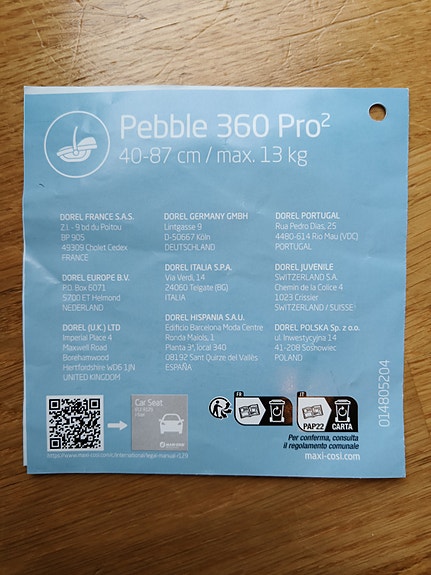 Pebble 360 Pro²
40-87 cm / max. 13 kg
DOREL FRANCE S.A.S.
Z.I. - 9 bd du Poitou
BP 905
49309 Cholet Cedex
FRANCE
DOREL EUROPE B.V.
P.O. Box 6071
5700 ET Helmond
NEDERLAND
DOREL (U.K.) LTD
Imperial Place 4
Maxwell Road
Borehamwood
Hertfordshire WD6 1JN
UNITED KINGDOM
DOREL GERMANY GMBH
Lintgasse 9
D-50667 Köln
DEUTSCHLAND
DOREL ITALIA S.P.A.
Via Verdi, 14
24060 Telgate (BG)
ITALIA
DOREL HISPANIA S.A.U.
Edificio Barcelona Moda Centre
Ronda Maiols, 1
Planta 3ª, local 340
08192 Sant Quirze del Vallès
ESPAÑA
DOREL PORTUGAL
Rua Pedro Dias, 25
4480-614 Rio Mau (VDC)
PORTUGAL
DOREL JUVENILE
SWITZERLAND S.A.
Chemin de la Colice 4
1023 Crissier
SWITZERLAND / SUISSE
DOREL POLSKA Sp. z o.o.
ul. Inwestycyjna 14
41-208 Sosnowiec
POLAND
014805204
Car Seat
FR
IT
PAP22
CARTA
Per conferma, consulta
il regolamento comunale
maxi-cosi.com